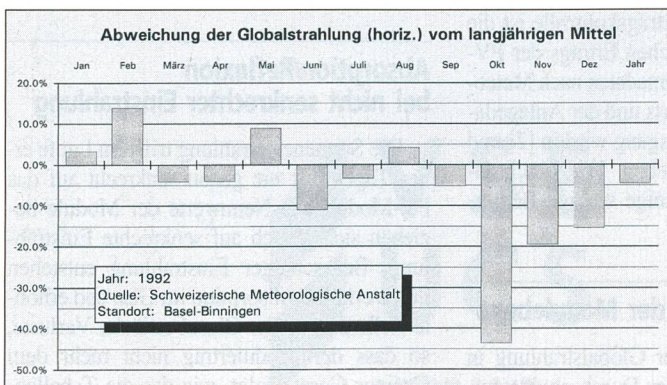 Abweichung der Globalstrahlung (horiz.) vom langjährigen Mittel
Jan Feb März Apr Mai Juni Juli Aug Sep Okt Nov Dez Jahr
20.0%
10.0%
0.0%
-10.0%
-20.0%
-30.0%
-40.0%
-50.0%
Jahr: 1992
Quelle: Schweizerische Meteorologische Anstalt
Standort: Basel-Binningen